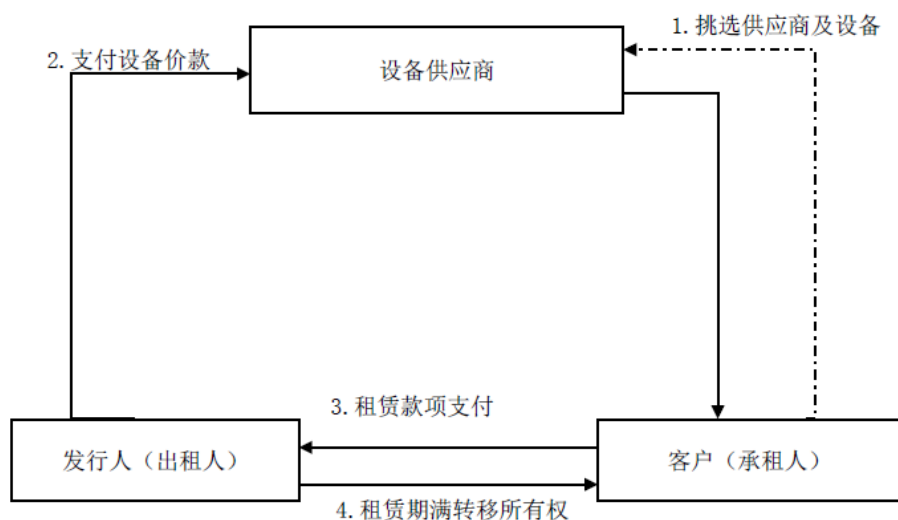 1.挑选供应商及设备
2.支付设备价款
设备供应商
3.租赁款项支付
发行人（出租人）
客户（承租人）
4.租赁期满转移所有权